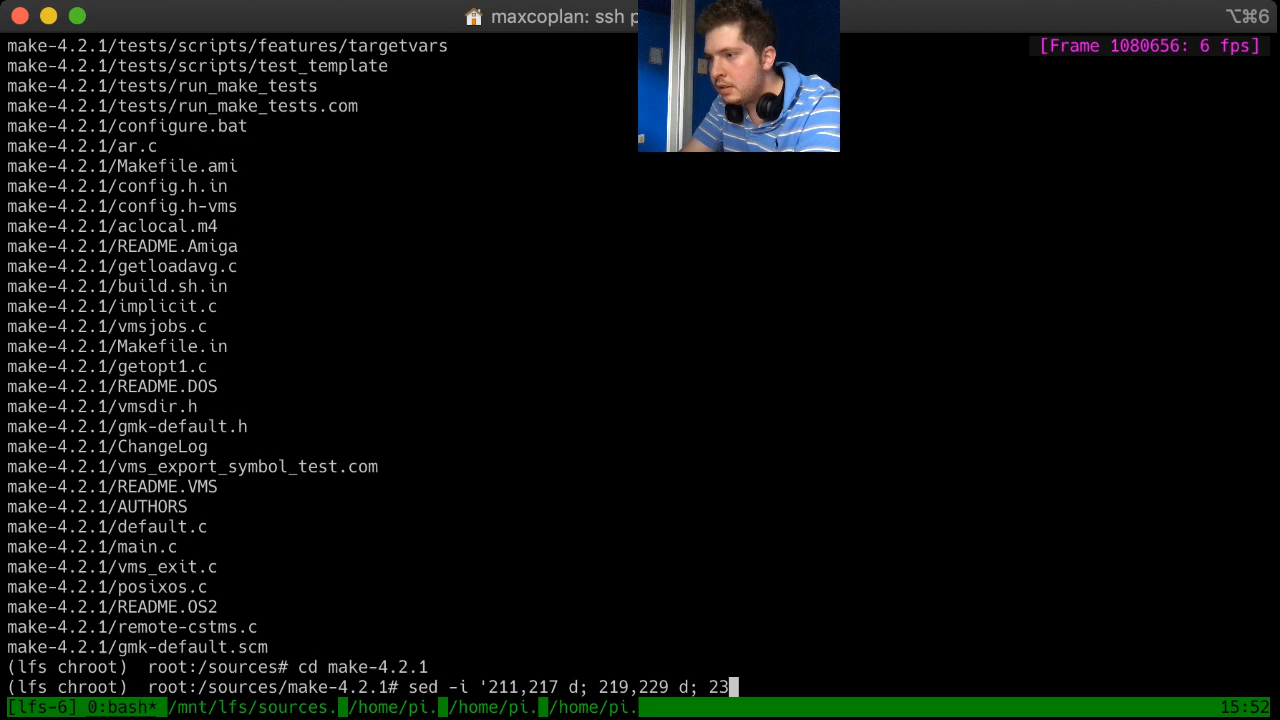 maxcoplan: ssh p
⌥⌘6
make-4.2.1/tests/scripts/features/targetvars
[Frame 1080656: 6 fps]
make-4.2.1/tests/scripts/test_template
make-4.2.1/tests/run_make_tests
make-4.2.1/tests/run_make_tests.com
make-4.2.1/configure.bat
make-4.2.1/ar.c
make-4.2.1/Makefile.ami
make-4.2.1/config.h.in
make-4.2.1/config.h-vms
make-4.2.1/aclocal.m4
make-4.2.1/README.Amiga
make-4.2.1/getloadavg.c
make-4.2.1/build.sh.in
make-4.2.1/implicit.c
make-4.2.1/vmsjobs.c
make-4.2.1/Makefile.in
make-4.2.1/getopt1.c
make-4.2.1/README.DOS
make-4.2.1/vmsdir.h
make-4.2.1/gmk-default.h
make-4.2.1/ChangeLog
make-4.2.1/vms_export_symbol_test.com
make-4.2.1/README.VMS
make-4.2.1/AUTHORS
make-4.2.1/default.c
make-4.2.1/main.c
make-4.2.1/vms_exit.c
make-4.2.1/posixos.c
make-4.2.1/README.OS2
make-4.2.1/remote-cstms.c
make-4.2.1/gmk-default.scm
(lfs chroot)  root:/sources# cd make-4.2.1
(lfs chroot)  root:/sources/make-4.2.1# sed -i '211,217 d; 219,229 d; 23
[lfs-6] 0:bash* /mnt/lfs/sources. /home/pi. /home/pi. /home/pi. 15:52